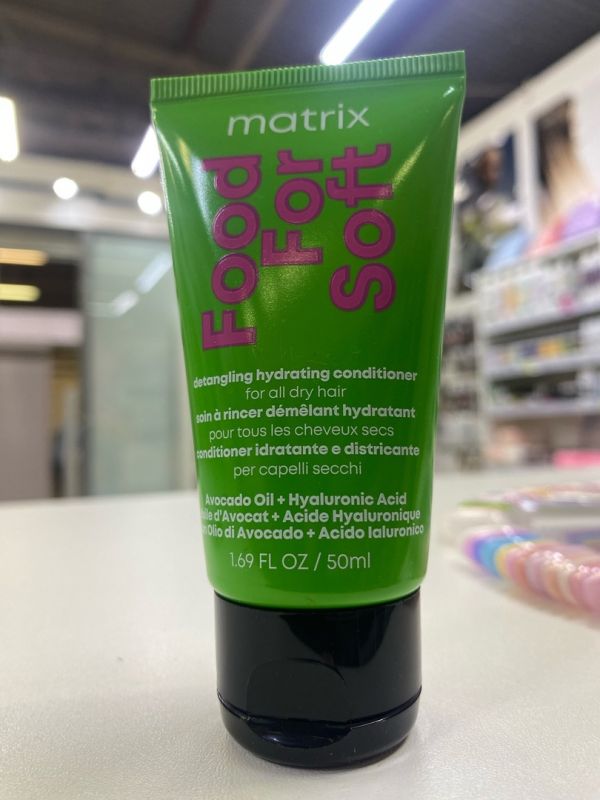 matrix
Food
For
Soft
detangling hydrating conditioner
for all dry hair
soin à rincer démêlant hydratant
pour tous les cheveux secs
conditioner idratante e districante
per capelli secchi
Avocado Oil + Hyaluronic Acid
d'Avocat + Acide Hyaluronique
Olio di Avocado + Acido Ialuronico
1.69 FL OZ / 50ml